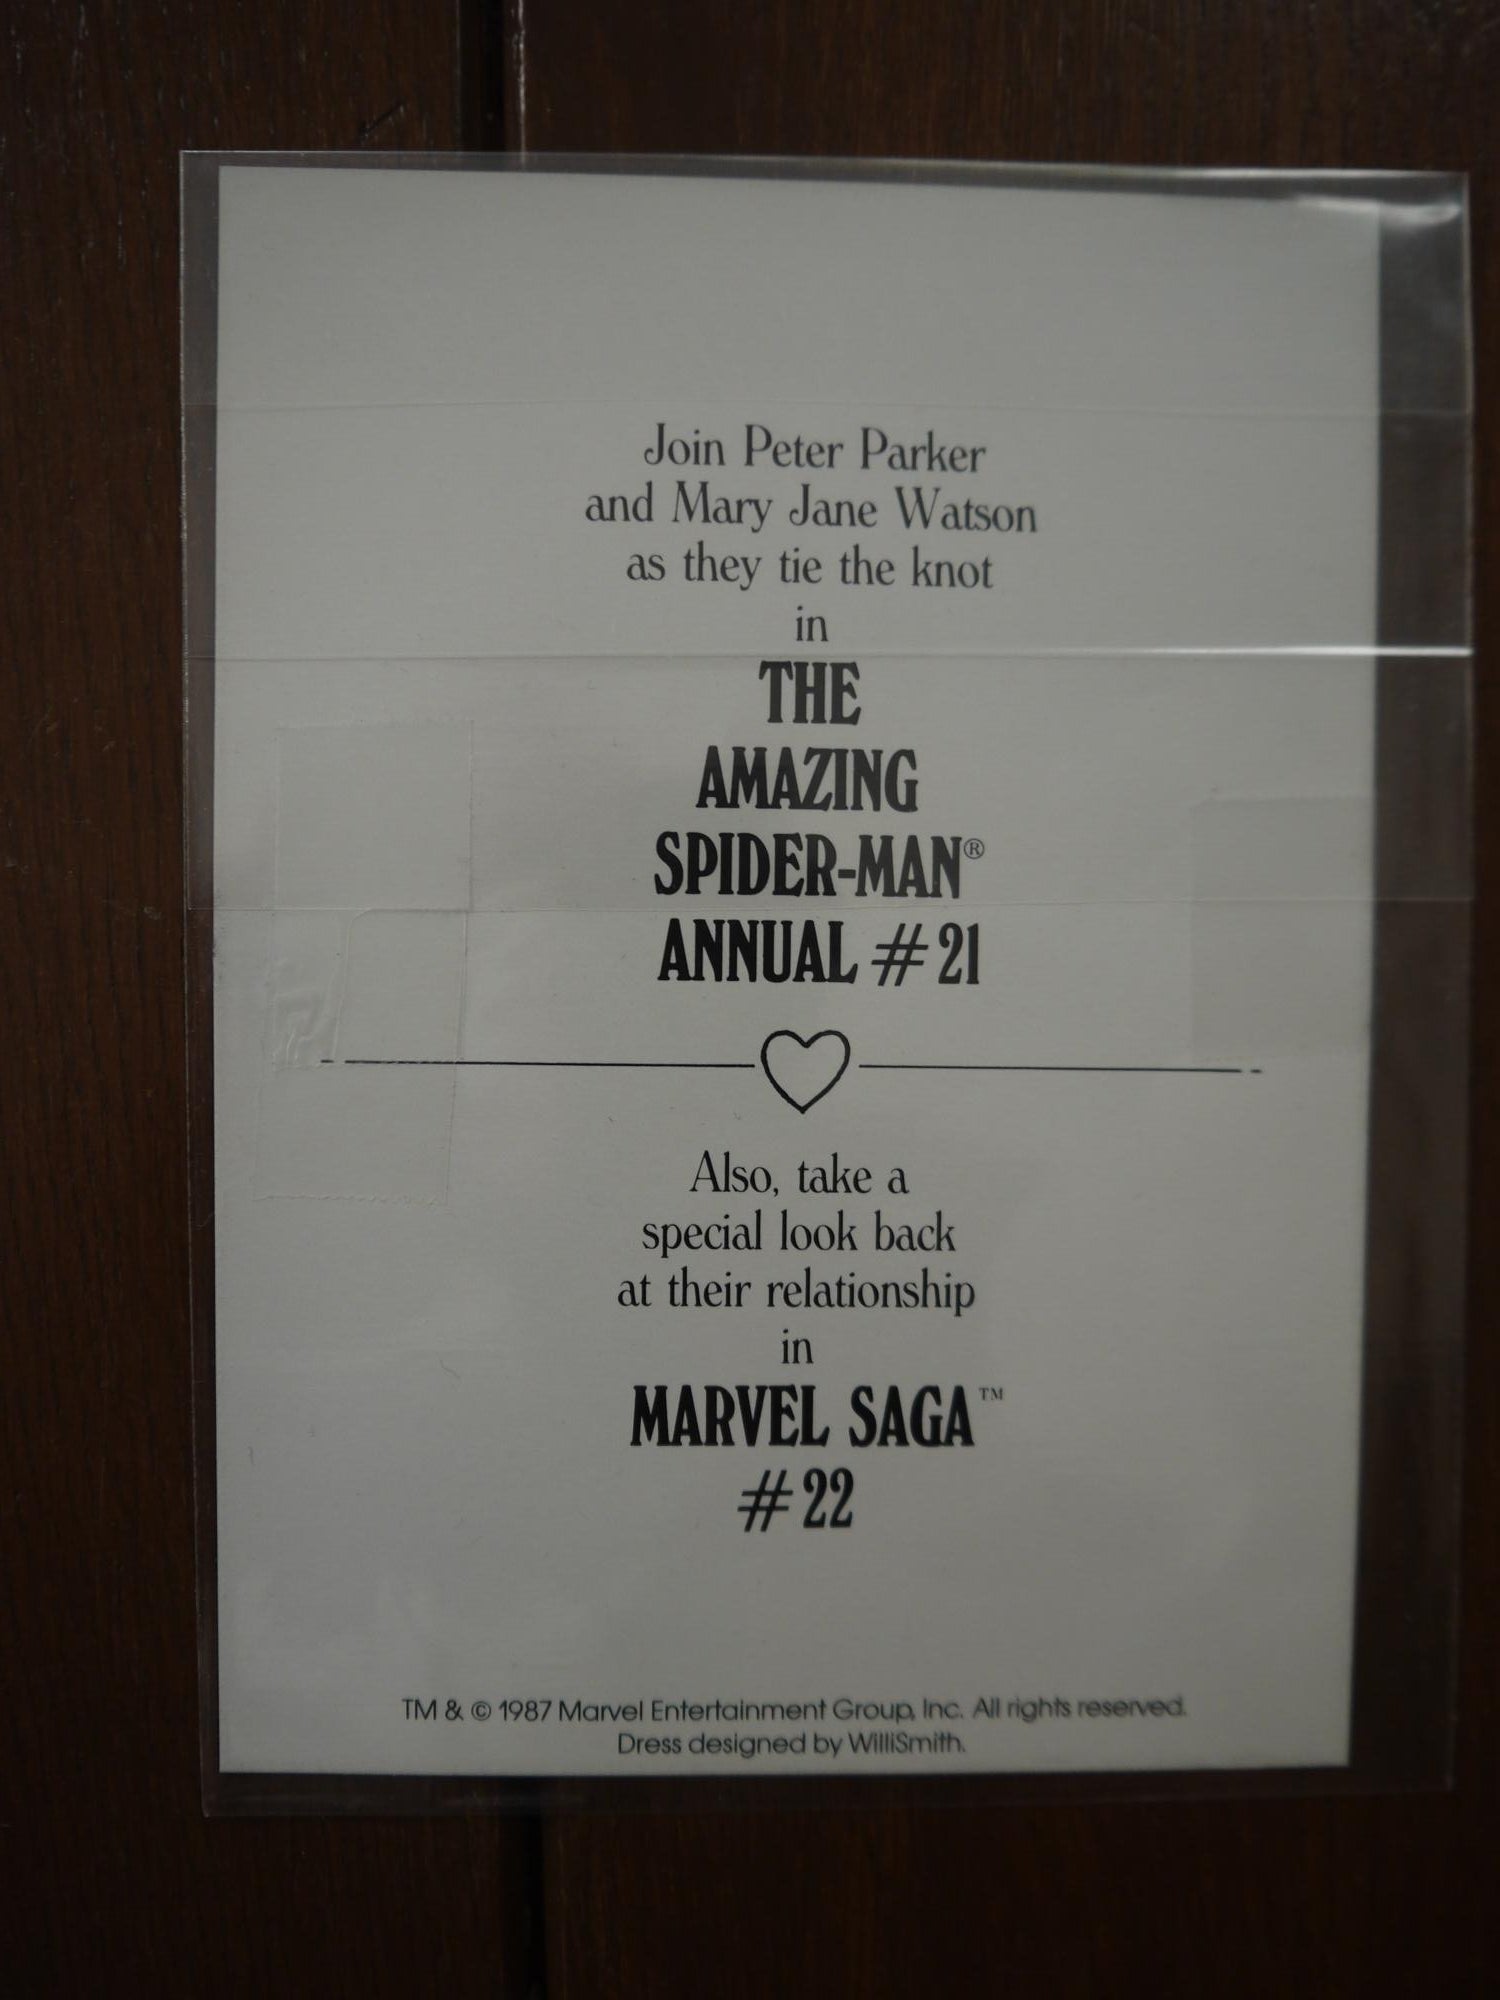 Join Peter Parker
and Mary Jane Watson
as they tie the knot
in
THE
AMAZING
SPIDER-MAN®
ANNUAL #21
Also, take a
special look back
at their relationship
in
MARVEL SAGA™
#22
TM & © 1987 Marvel Entertainment Group, Inc. All rights reserved.
Dress designed by WilliSmith.